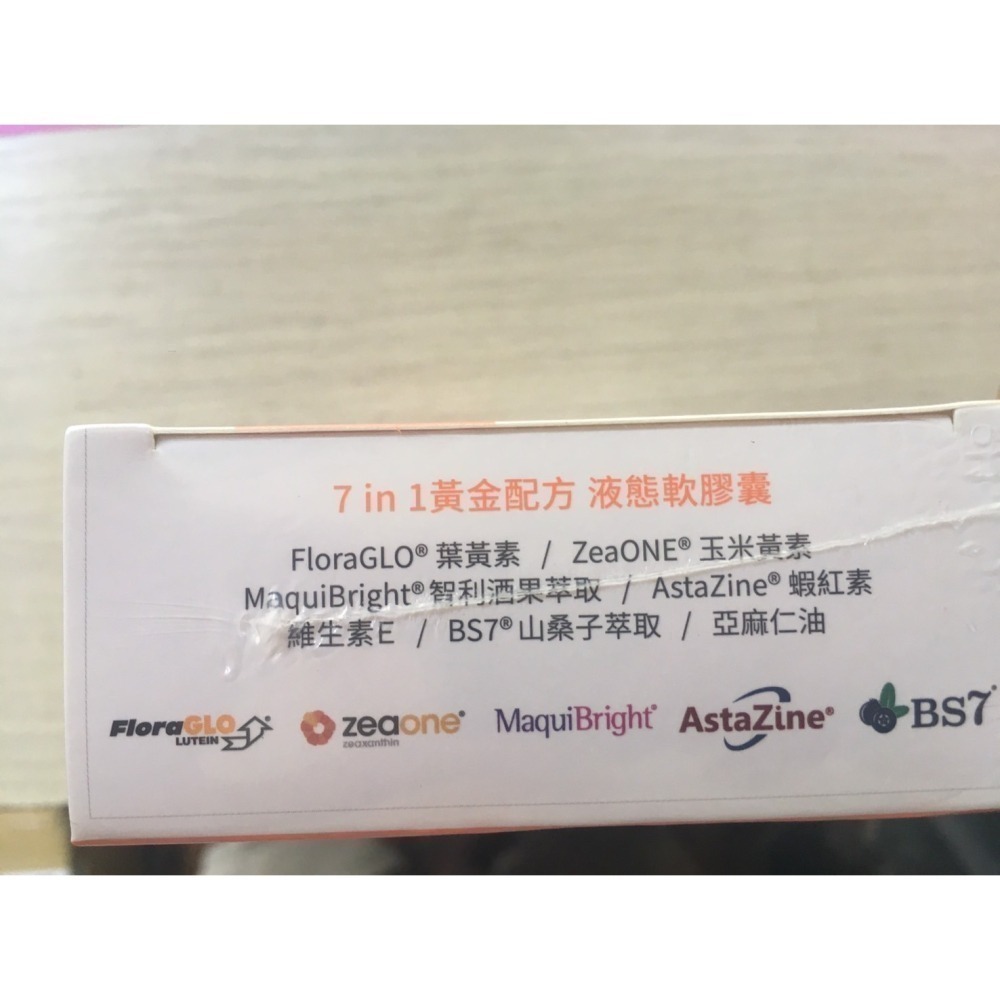 7 in 1黃金配方 液態軟膠囊
FloraGLO® 葉黃素 / ZeaONE® 玉米黃素
MaquiBright® 智利酒果萃取 / AstaZine® 蝦紅素
維生素E / BS7® 山桑子萃取 / 亞麻仁油
FloraGLO® LUTEIN
zeaone® zeaxanthin
MaquiBright®
AstaZine®
BS7